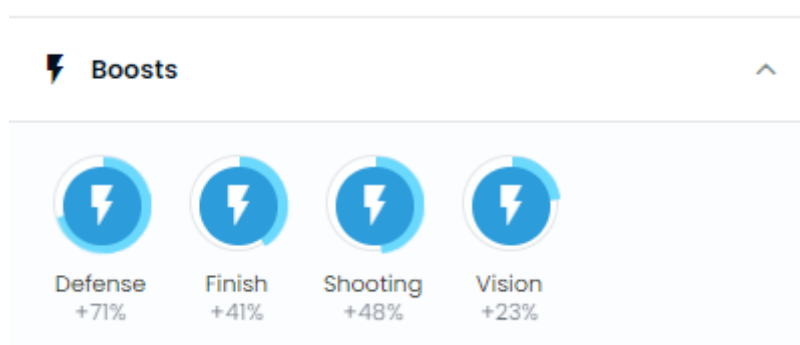 Boosts
Defense Finish Shooting Vision
+71% +41% +48% +23%